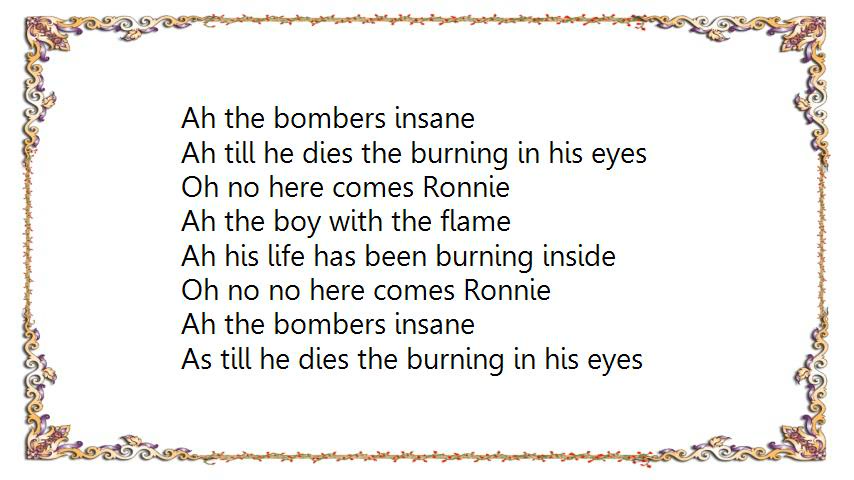 Ah the bombers insane
Ah till he dies the burning in his eyes
Oh no here comes Ronnie
Ah the boy with the flame
Ah his life has been burning inside
Oh no no here comes Ronnie
Ah the bombers insane
As till he dies the burning in his eyes